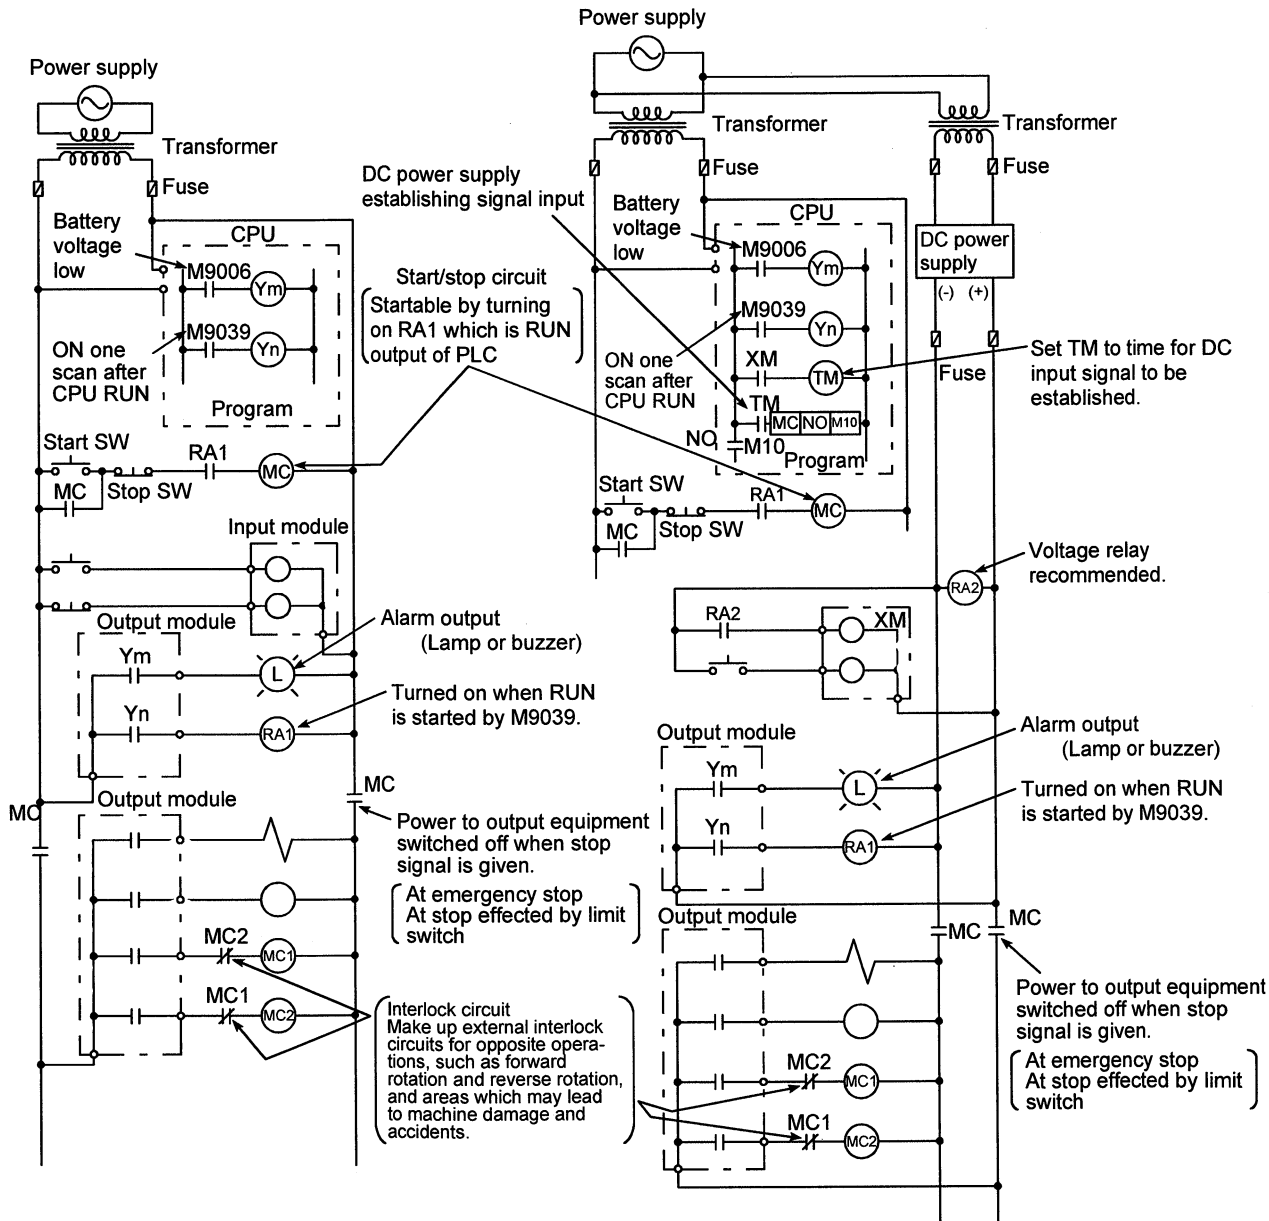 Power supply
Transformer
Fuse
Battery
voltage
low
CPU
M9006
Ym
M9039
Yn
ON one
scan after
CPU RUN
Program
Start/stop circuit
Startable by turning
on RA1 which is RUN
output of PLC
Start SW
RA1
MC
MC
Stop SW
Input module
Output module
Ym
L
Alarm output
(Lamp or buzzer)
Yn
RA1
Turned on when RUN
is started by M9039.
MC
MC
Output module
Power to output equipment
switched off when stop
signal is given.
At emergency stop
At stop effected by limit
switch
MC2
MC1
MC1
MC2
Interlock circuit
Make up external interlock
circuits for opposite opera-
tions, such as forward
rotation and reverse rotation,
and areas which may lead
to machine damage and
accidents.
Power supply
Transformer
Transformer
Fuse
Fuse
DC power supply
establishing signal input
Battery
voltage
low
CPU
M9006
Ym
M9039
Yn
ON one
scan after
CPU RUN
XM
TM
TM
MC NO M10
NO
M10
Program
DC power
supply
(-) (+)
Fuse
Set TM to time for DC
input signal to be
established.
Start SW
RA1
MC
MC
Stop SW
Voltage relay
recommended.
RA2
RA2
XM
Output module
Ym
L
Alarm output
(Lamp or buzzer)
Yn
RA1
Turned on when RUN
is started by M9039.
Output module
MC
MC
Power to output equipment
switched off when stop
signal is given.
At emergency stop
At stop effected by limit
switch
MC2
MC1
MC1
MC2